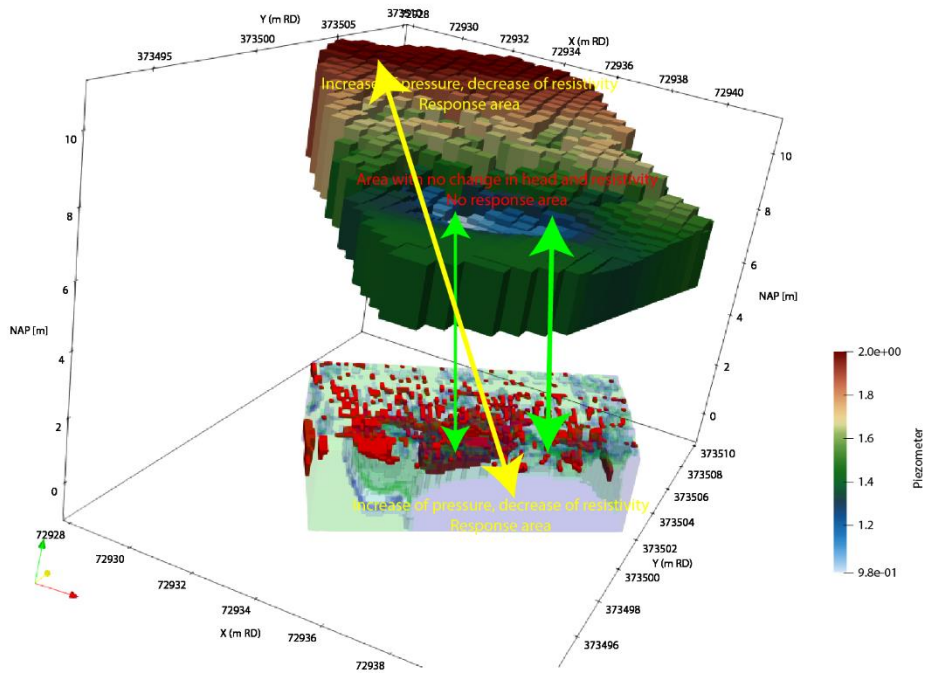 Y (m RD)
373510
72928
373505
72930
373500
72932
X (m RD)
373495
72934
72936
72938
72940
Increase of pressure, decrease of resistivity
Response area
10
10
8
Area with no change in head and resistivity
No response area
8
6
6
NAP [m]
NAP [m]
4
4
2
2
0
0
2.0e+00
1.8
1.6
1.4
1.2
9.8e-01
Piezometer
373510
373508
373506
373504
373502
Y (m RD)
373500
373498
373496
Increase of pressure, decrease of resistivity
Response area
72928
72930
72932
72934
X (m RD)
72936
72938